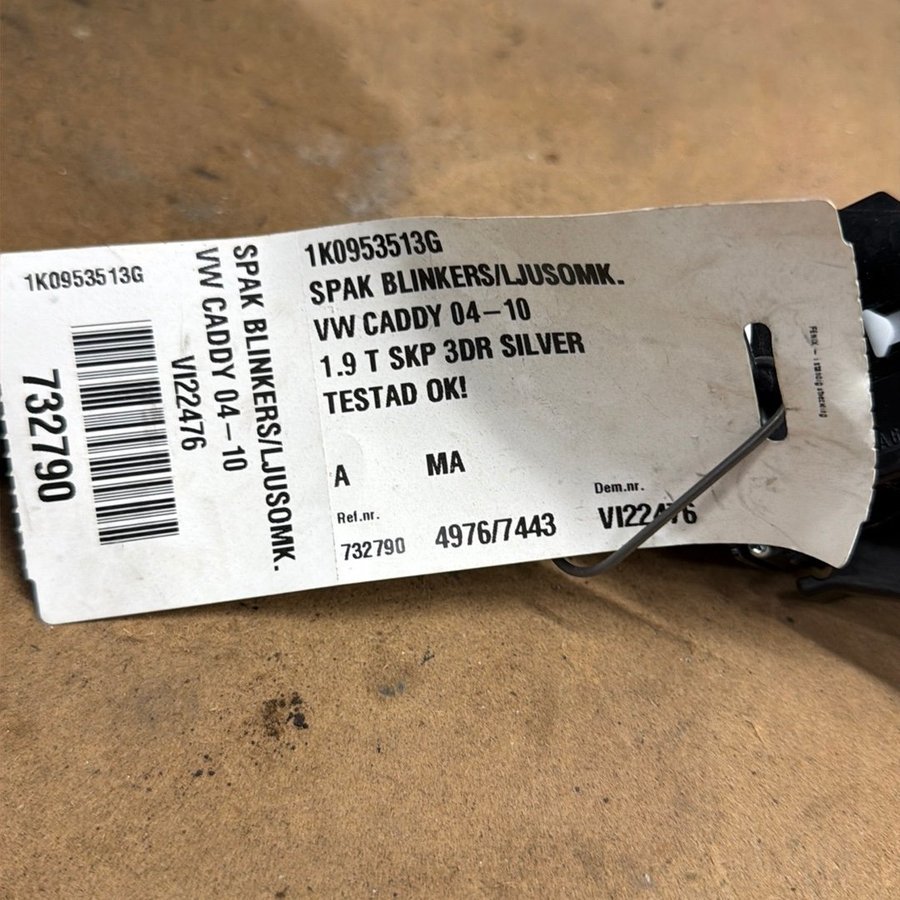 1K0953513G
732790
SPAK BLINKERS/LJUSOMK.
VW CADDY 04-10
VI22476
1K0953513G
SPAK BLINKERS/LJUSOMK.
VW CADDY 04-10
1.9 T SKP 3DR SILVER
TESTAD OK!
A MA
Ref.nr. Dem.nr.
732790 4976/7443 VI22476